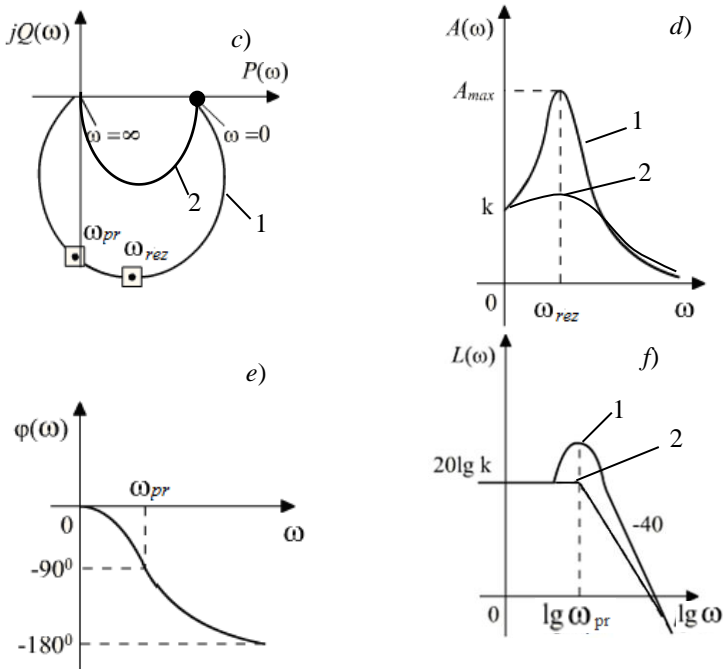 jQ(ω)
c)
P(ω)
ω=∞
ω=0
2
1
ωpr
ωrez
A(ω)
d)
Amax
1
2
k
0
ωrez
ω
e)
φ(ω)
ωpr
0
ω
-90⁰
-180⁰
L(ω)
f)
1
2
20lg k
-40
0
lg ωpr
lg ω